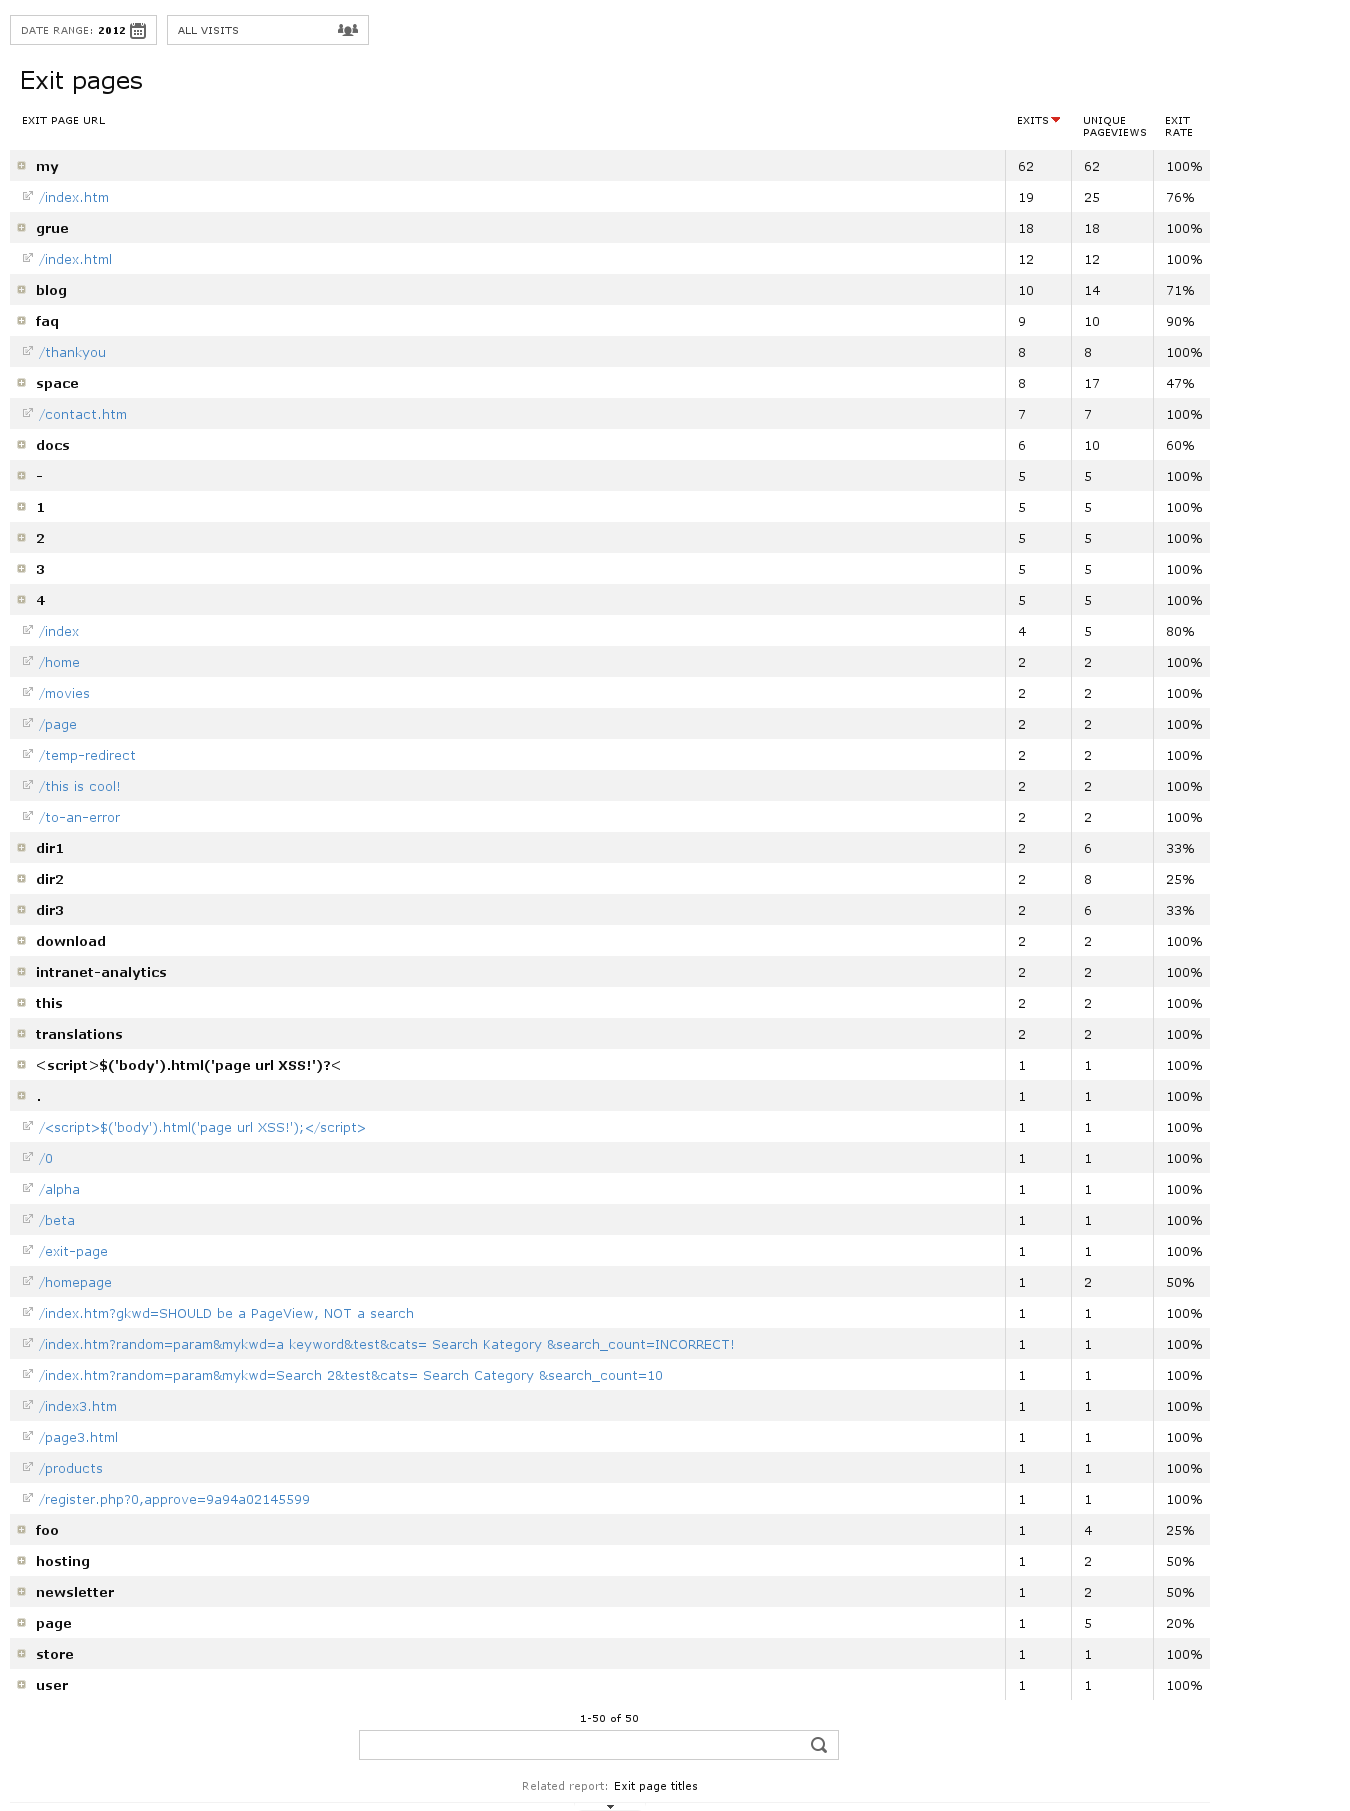 DATE RANGE: 2012 ALL VISITS
Exit pages
EXIT PAGE URL EXITS UNIQUE PAGEVIEWS EXIT RATE
my 62 62 100%
/index.htm 19 25 76%
grue 18 18 100%
/index.html 12 12 100%
blog 10 14 71%
faq 9 10 90%
/thankyou 8 8 100%
space 8 17 47%
/contact.htm 7 7 100%
docs 6 10 60%
- 5 5 100%
1 5 5 100%
2 5 5 100%
3 5 5 100%
4 5 5 100%
/index 4 5 80%
/home 2 2 100%
/movies 2 2 100%
/page 2 2 100%
/temp-redirect 2 2 100%
/this is cool! 2 2 100%
/to-an-error 2 2 100%
dir1 2 6 33%
dir2 2 8 25%
dir3 2 6 33%
download 2 2 100%
intranet-analytics 2 2 100%
this 2 2 100%
translations 2 2 100%
<script>$('body').html('page url XSS!')?< 1 1 100%
. 1 1 100%
/<script>$('body').html('page url XSS!');</script> 1 1 100%
/0 1 1 100%
/alpha 1 1 100%
/beta 1 1 100%
/exit-page 1 1 100%
/homepage 1 2 50%
/index.htm?gkwd=SHOULD be a PageView, NOT a search 1 1 100%
/index.htm?random=param&mykwd=a keyword&test&cats= Search Kategory &search_count=INCORRECT! 1 1 100%
/index.htm?random=param&mykwd=Search 2&test&cats= Search Category &search_count=10 1 1 100%
/index3.htm 1 1 100%
/page3.html 1 1 100%
/products 1 1 100%
/register.php?0,approve=9a94a02145599 1 1 100%
foo 1 4 25%
hosting 1 2 50%
newsletter 1 2 50%
page 1 5 20%
store 1 1 100%
user 1 1 100%
1-50 of 50
Related report: Exit page titles